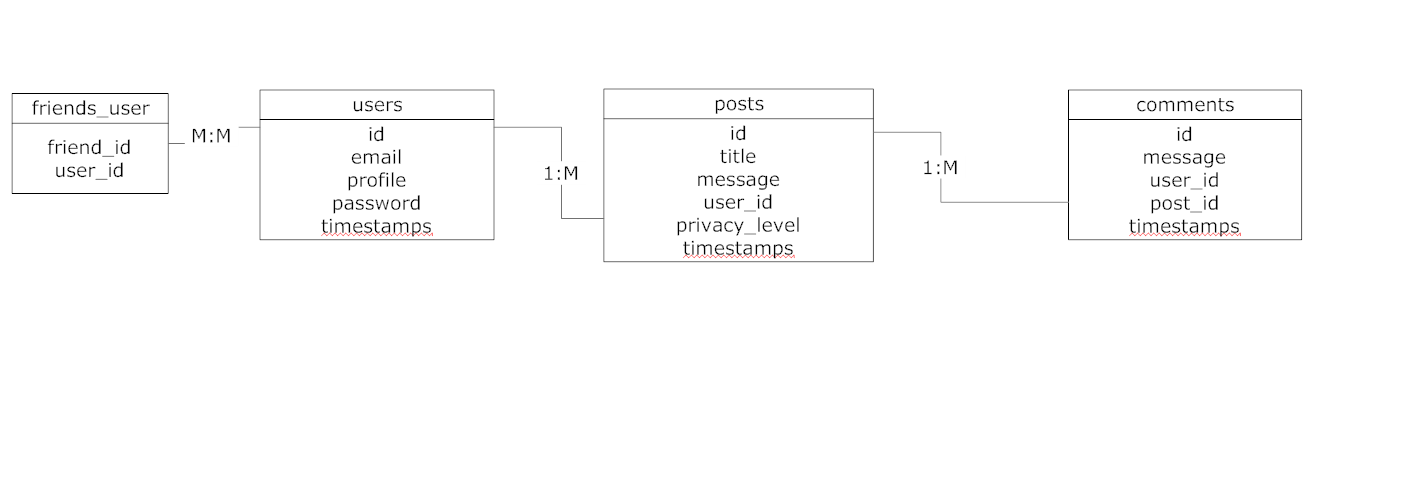 friends_user
friend_id
user_id
M:M
users
id
email
profile
password
timestamps
1:M
posts
id
title
message
user_id
privacy_level
timestamps
1:M
comments
id
message
user_id
post_id
timestamps